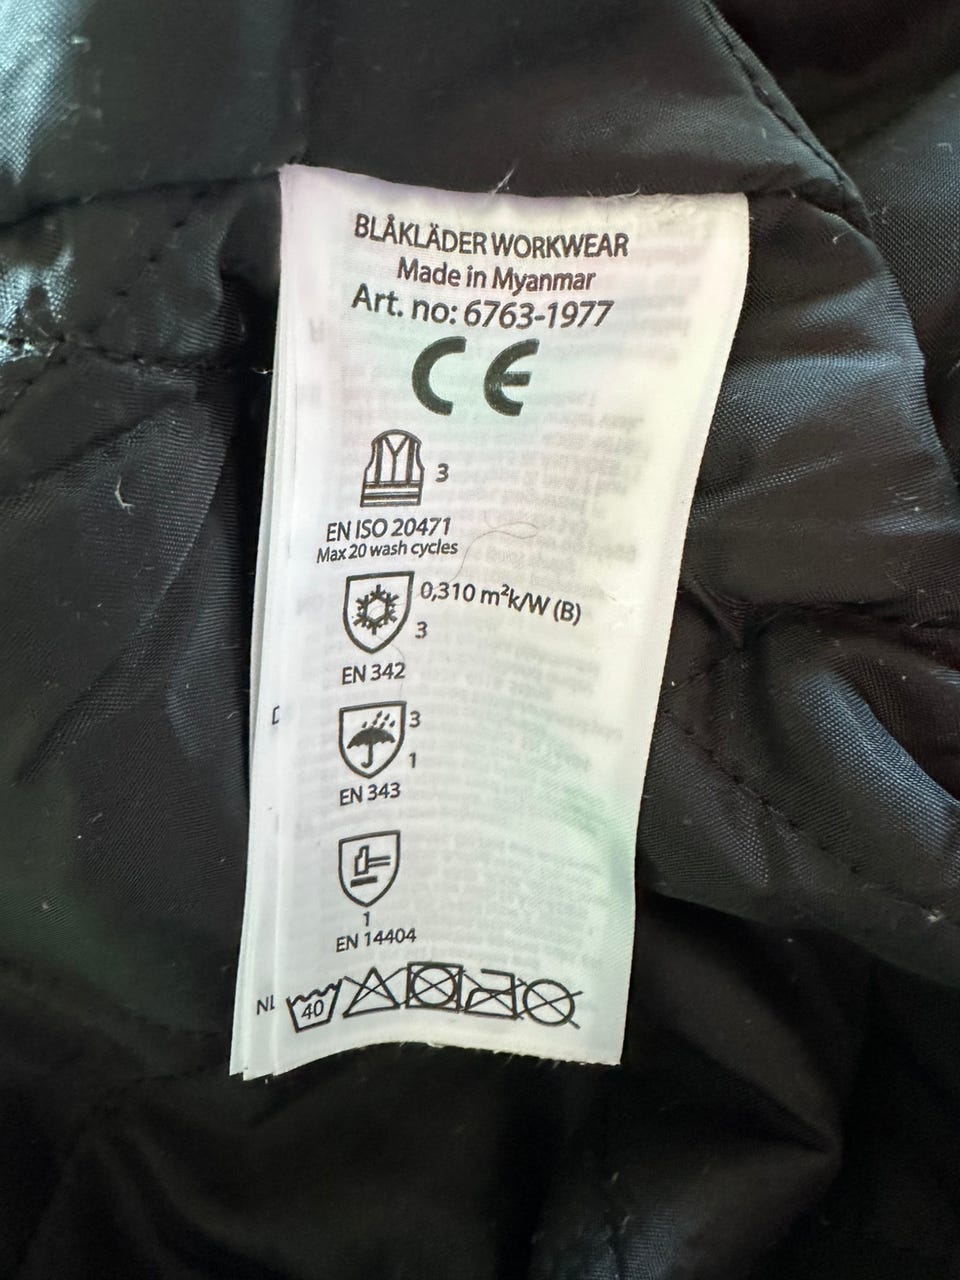 BLÅKLÄDER WORKWEAR
Made in Myanmar
Art. no: 6763-1977
CE
3
EN ISO 20471
Max 20 wash cycles
0,310 m²k/W (B)
3
EN 342
3
1
EN 343
1
EN 14404
NL
40